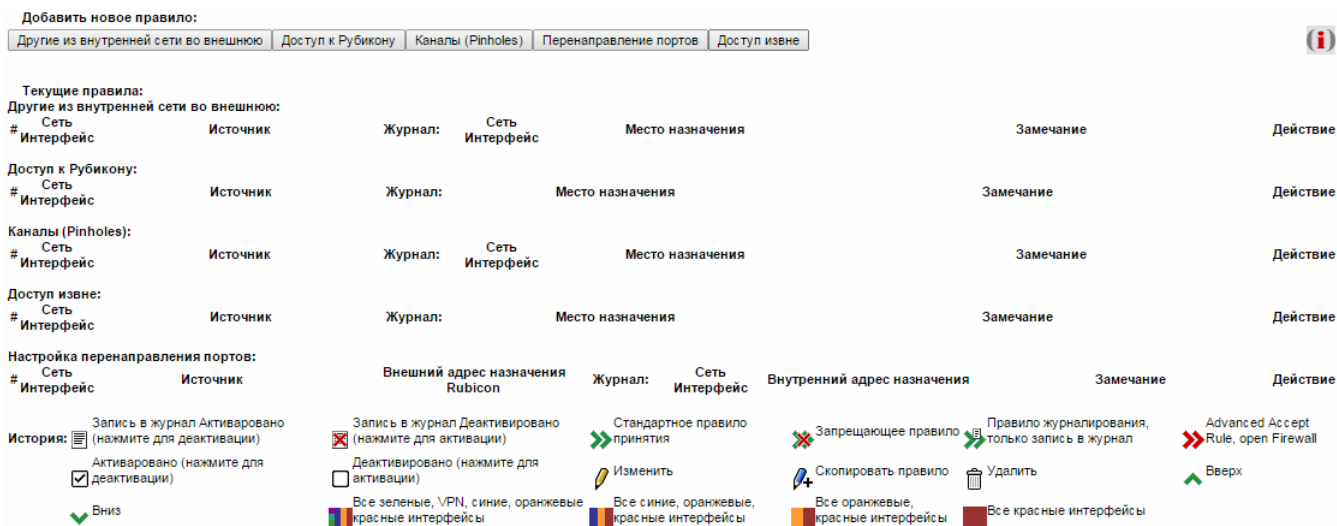 Добавить новое правило:
Другие из внутренней сети во внешнюю Доступ к Рубикону Каналы (Pinholes) Перенаправление портов Доступ извне
(i)
Текущие правила:
Другие из внутренней сети во внешнюю:
# Сеть Интерфейс Источник Журнал: Сеть Интерфейс Место назначения Замечание Действие
Доступ к Рубикону:
# Сеть Интерфейс Источник Журнал: Место назначения Замечание Действие
Каналы (Pinholes):
# Сеть Интерфейс Источник Журнал: Сеть Интерфейс Место назначения Замечание Действие
Доступ извне:
# Сеть Интерфейс Источник Журнал: Место назначения Замечание Действие
Настройка перенаправления портов:
# Сеть Интерфейс Источник Внешний адрес назначения Rubicon Журнал: Сеть Интерфейс Внутренний адрес назначения Замечание Действие
История: Запись в журнал Активаровано (нажмите для деактивации) Запись в журнал Деактивировано (нажмите для активации) Стандартное правило принятия Запрещающее правило Правило журналирования, только запись в журнал Advanced Accept Rule, open Firewall
Активаровано (нажмите для деактивации) Деактивировано (нажмите для активации) Изменить Скопировать правило Удалить Вверх
Вниз Все зеленые, VPN, синие, оранжевые красные интерфейсы Все синие, оранжевые, красные интерфейсы Все оранжевые, красные интерфейсы Все красные интерфейсы